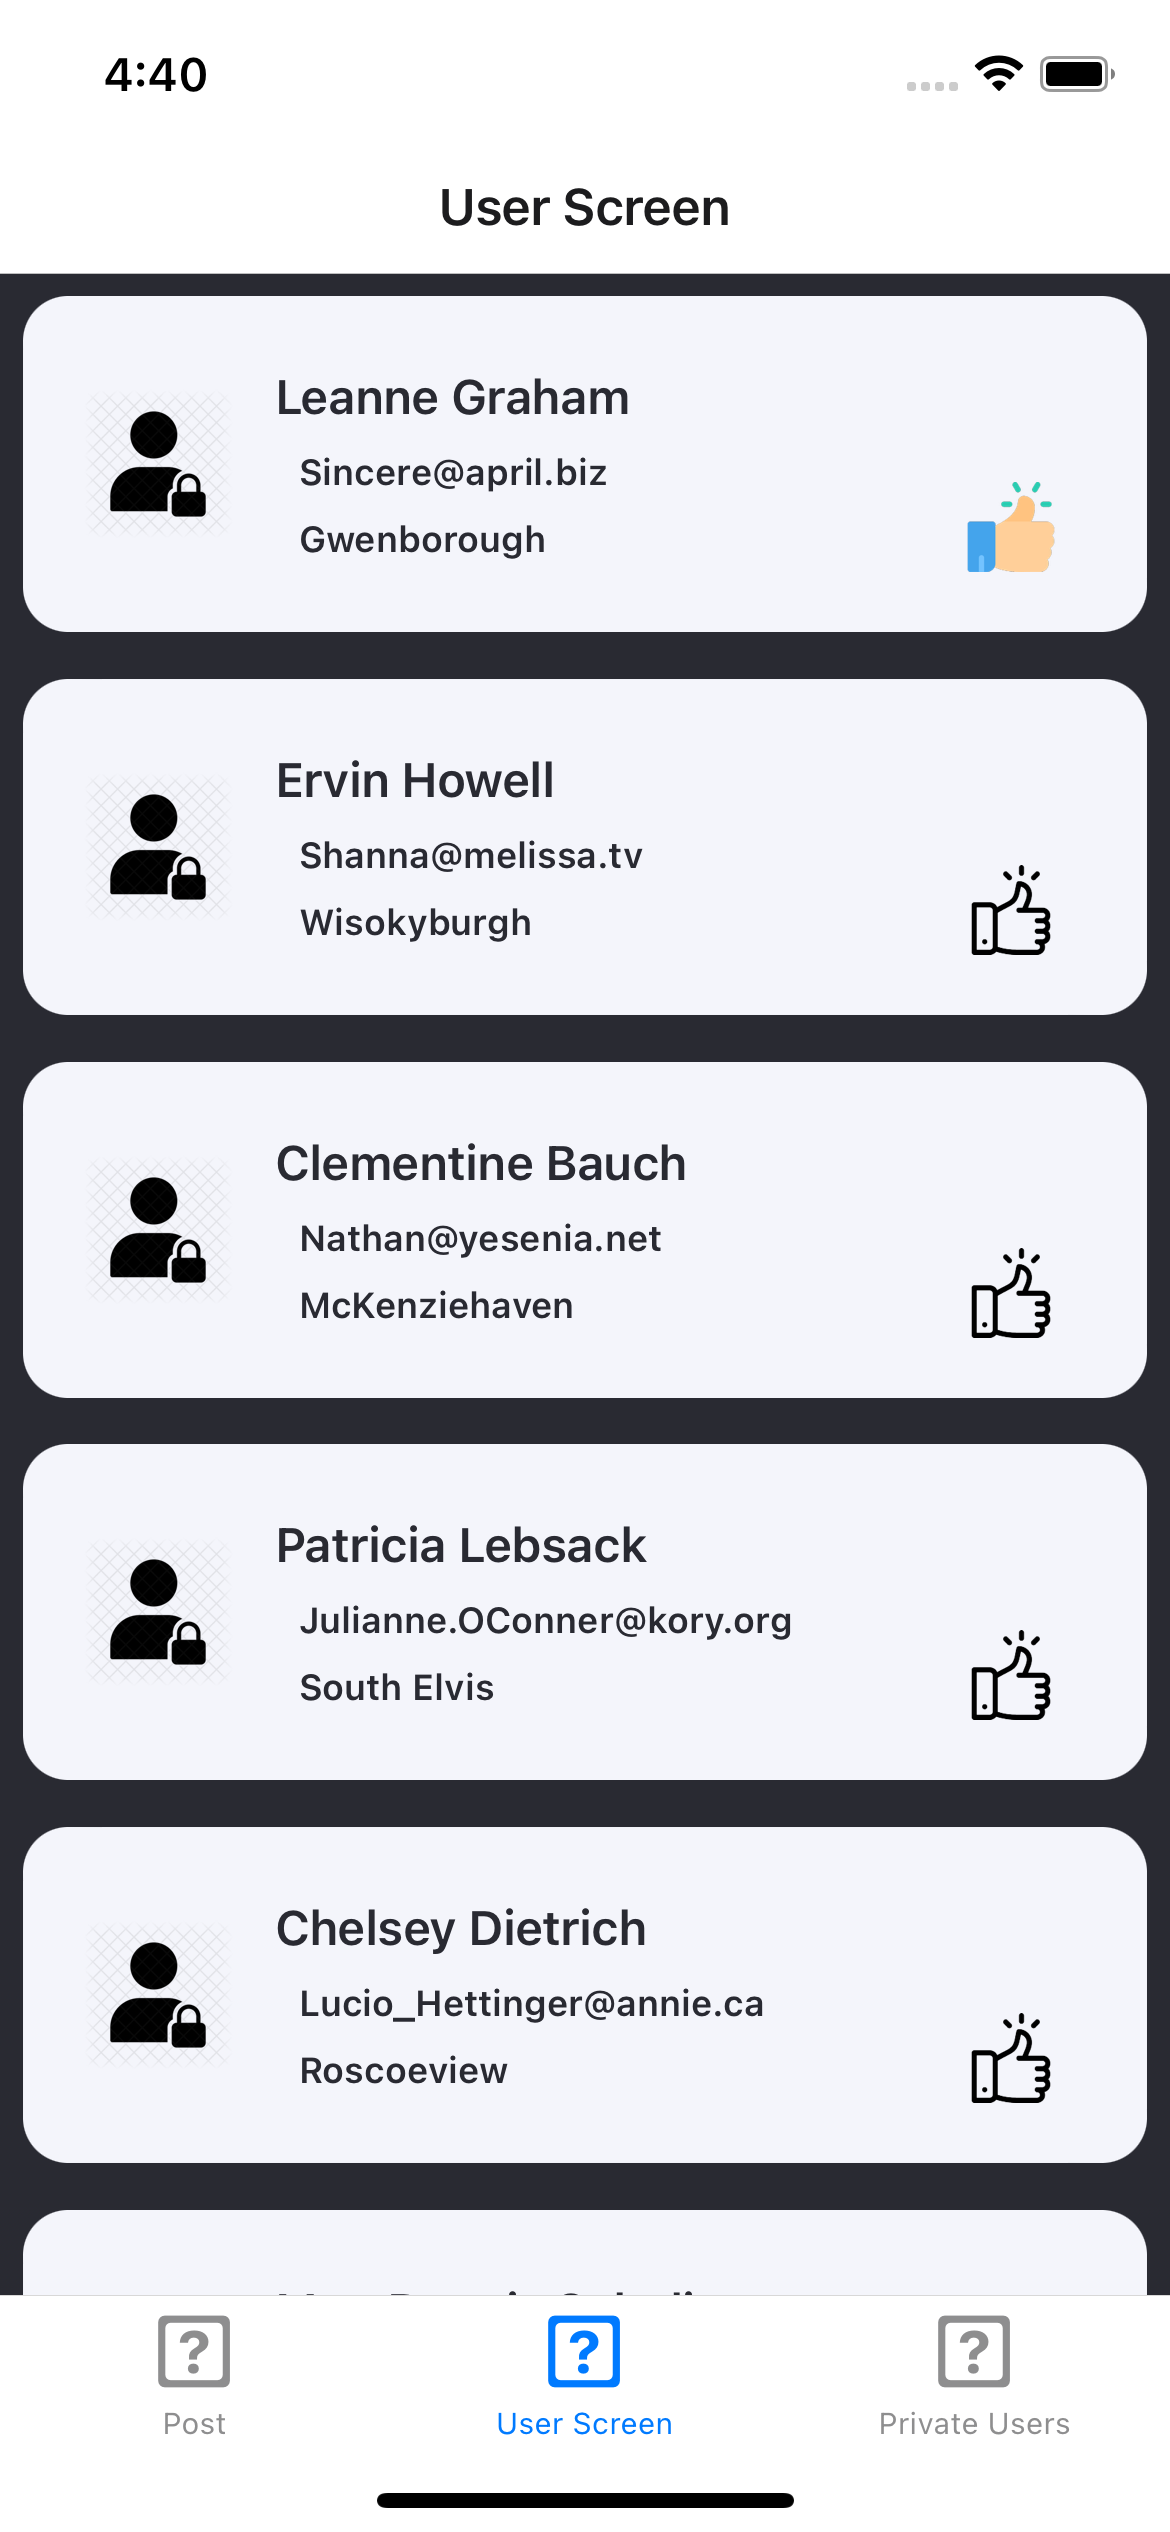 4:40
User Screen
Leanne Graham
Sincere@april.biz
Gwenborough
Ervin Howell
Shanna@melissa.tv
Wisokyburgh
Clementine Bauch
Nathan@yesenia.net
McKenziehaven
Patricia Lebsack
Julianne.OConner@kory.org
South Elvis
Chelsey Dietrich
Lucio_Hettinger@annie.ca
Roscoeview
? ? ?
Post User Screen Private Users